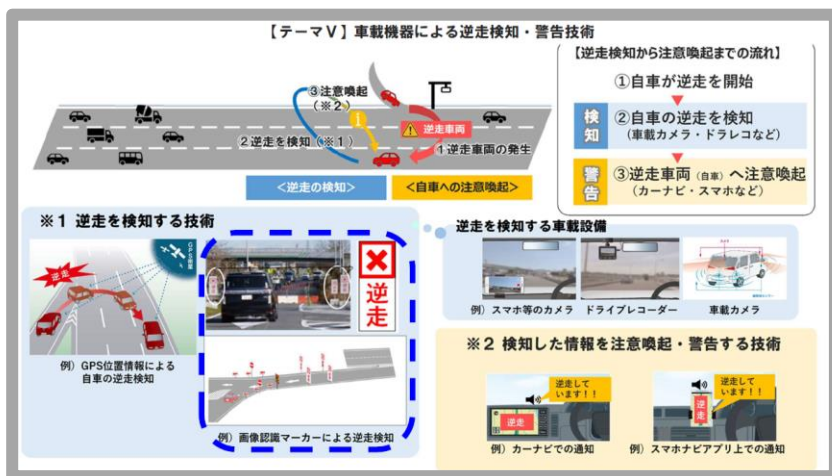 【テーマⅤ】車載機器による逆走検知・警告技術
③注意喚起
（※2）
逆走車両
２逆走を検知（※１）
１逆走車両の発生
<逆走の検知>
<自車への注意喚起>
【逆走検知から注意喚起までの流れ】
①自車が逆走を開始
検知
②自車の逆走を検知
（車載カメラ・ドラレコなど）
警告
③逆走車両（自車）へ注意喚起
（カーナビ・スマホなど）
※１ 逆走を検知する技術
逆走
GPS衛星
例）GPS位置情報による
自車の逆走検知
逆走
例）画像認識マーカーによる逆走検知
逆走を検知する車載設備
例）スマホ等のカメラ
ドライブレコーダー
車載カメラ
※２ 検知した情報を注意喚起・警告する技術
逆走して
います！！
逆走
例）カーナビでの通知
逆走して
います！！
逆走
例）スマホナビアプリ上での通知